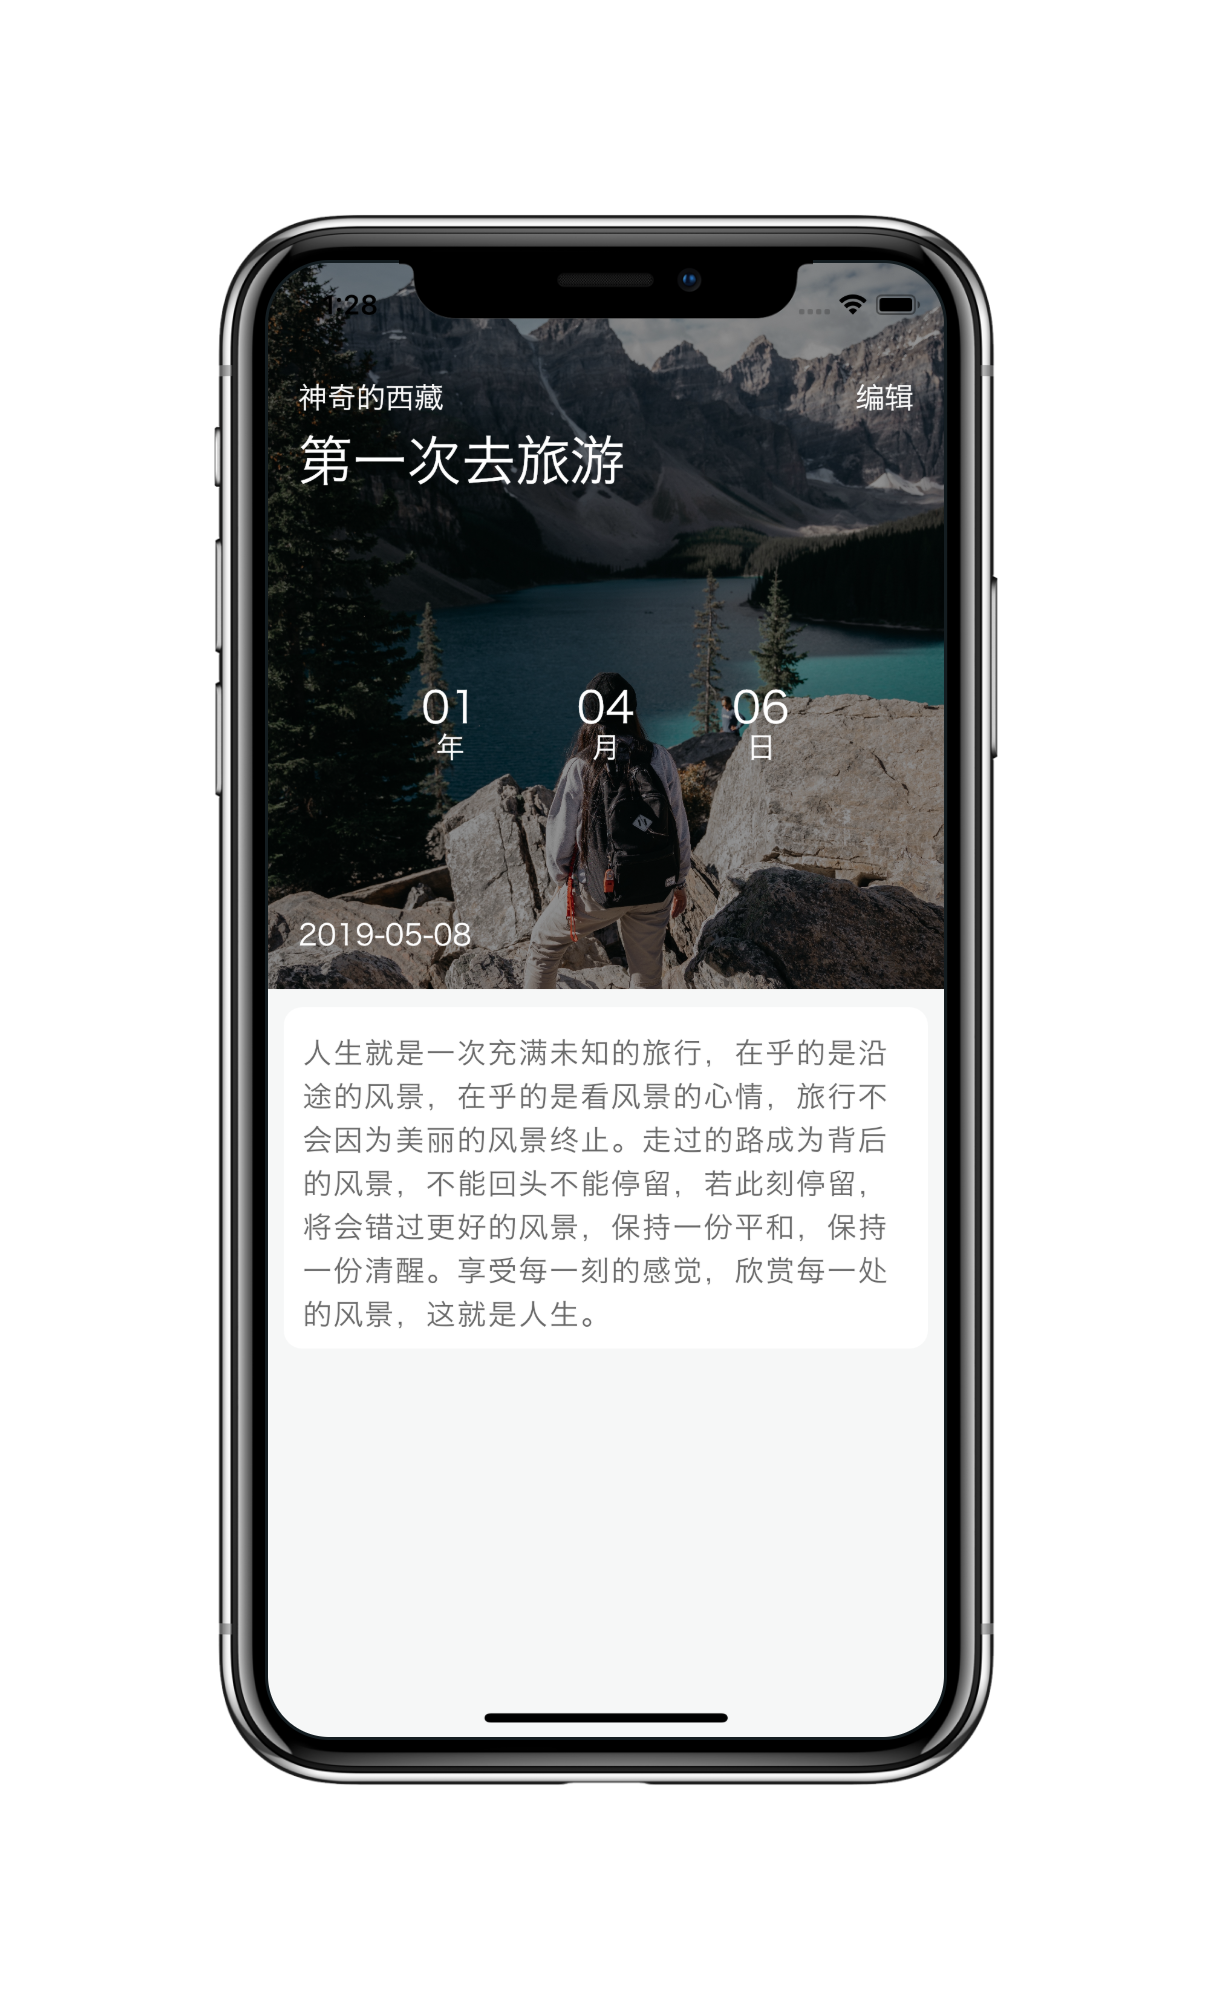 :28
神奇的西藏
编辑
第一次去旅游
01
04
06
年
月
日
2019-05-08
人生就是一次充满未知的旅行，在乎的是沿
途的风景，在乎的是看风景的心情，旅行不
会因为美丽的风景终止。走过的路成为背后
的风景，不能回头不能停留，若此刻停留，
将会错过更好的风景，保持一份平和，保持
一份清醒。享受每一刻的感觉，欣赏每一处
的风景，这就是人生。